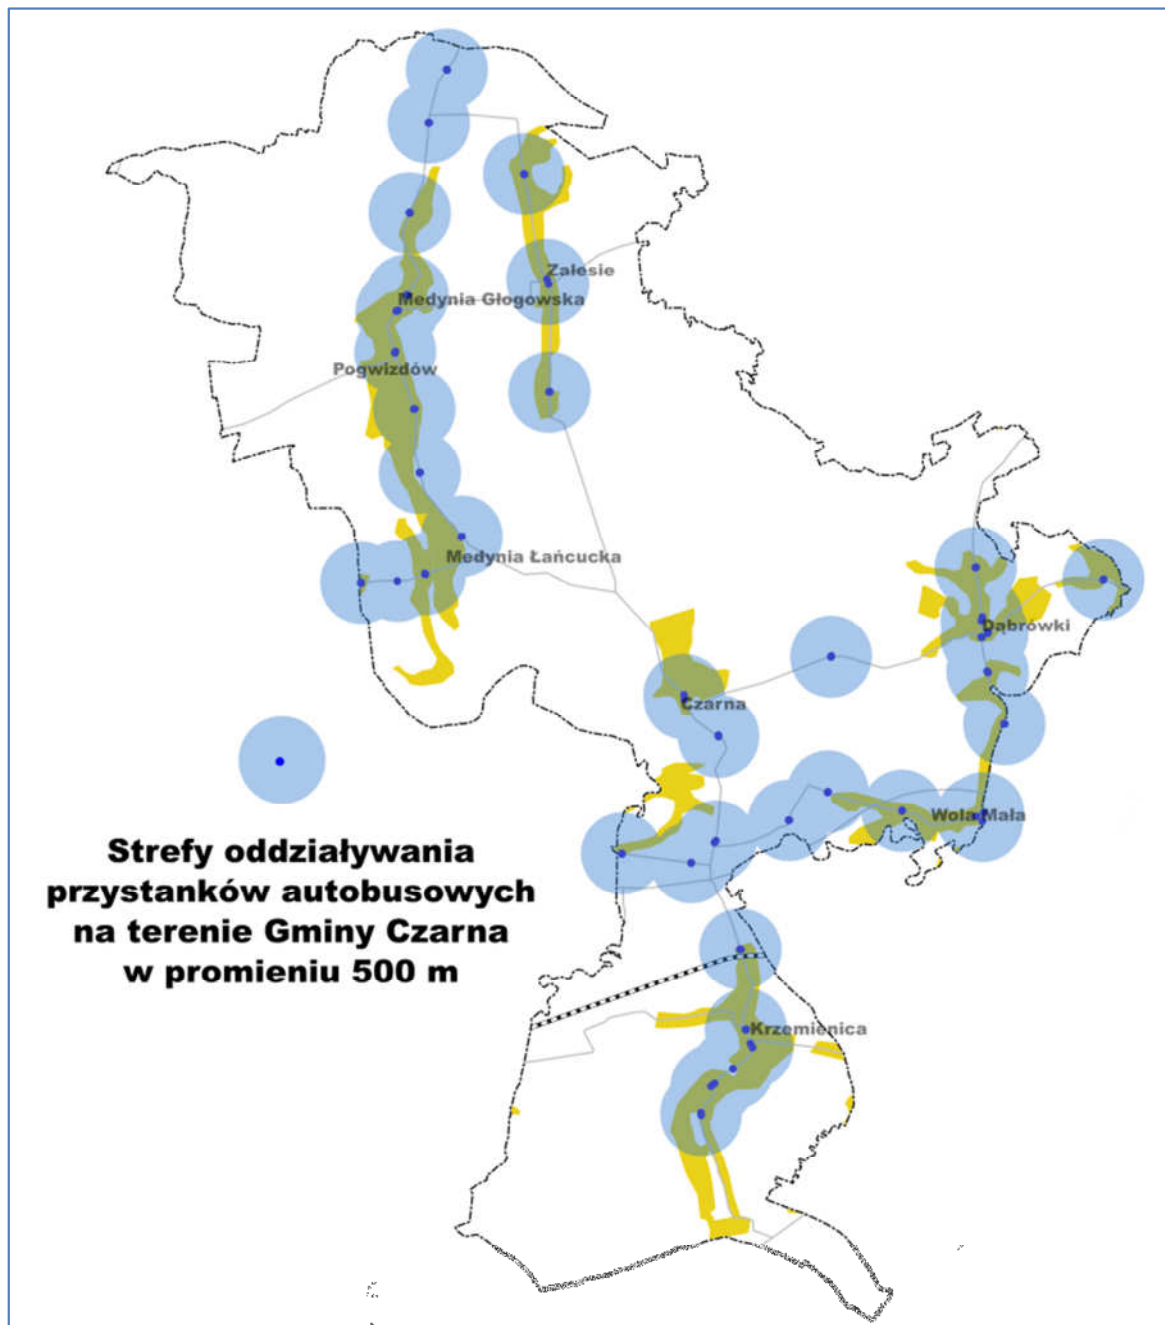 Zalesie
Medynia Głogowska
Pogwizdów
Medynia Łańcucka
Dąbrówki
Czarna
Wola Mała
Strefy oddziaływania
przystanków autobusowych
na terenie Gminy Czarna
w promieniu 500 m
Krzemienica